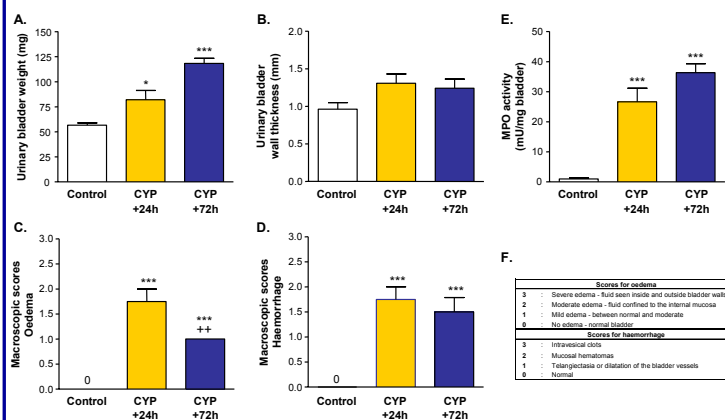 A.
Urinary bladder weight (mg)
150
125
100
75
50
25
0
*
***
Control
CYP
+24h
CYP
+72h
B.
Urinary bladder
wall thickness (mm)
2.0
1.5
1.0
0.5
0.0
Control
CYP
+24h
CYP
+72h
E.
MPO activity
(mU/mg bladder)
50
40
30
20
10
0
***
***
Control
CYP
+24h
CYP
+72h
C.
Macroscopic scores
Oedema
3.0
2.5
2.0
1.5
1.0
0.5
0.0
0
***
***
++
Control
CYP
+24h
CYP
+72h
D.
Macroscopic scores
Haemorrhage
3.0
2.5
2.0
1.5
1.0
0.5
0.0
0
***
***
Control
CYP
+24h
CYP
+72h
F.
Scores for oedema
3 : Severe edema - fluid seen inside and outside bladder walls
2 : Moderate edema - fluid confined to the internal mucosa
1 : Mild edema - between normal and moderate
0 : No edema - normal bladder
Scores for haemorrhage
3 : Intravesical clots
2 : Mucosal hematomas
1 : Telangiectasia or dilatation of the bladder vessels
0 : Normal